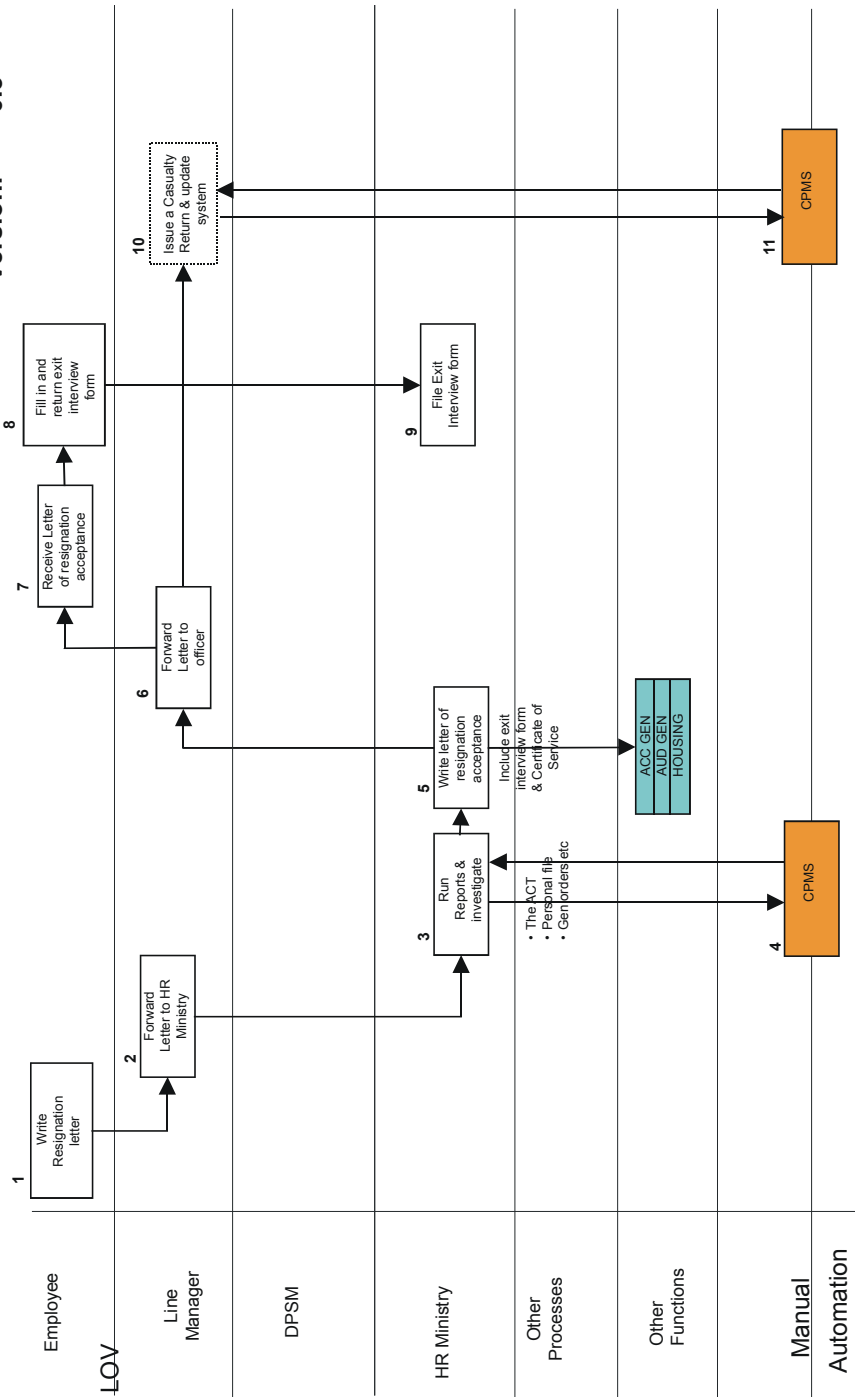 Employee
LOV
Line
Manager
DPSM
HR Ministry
Other
Processes
Other
Functions
Manual
Automation
1
Write
Resignation
letter
2
Forward
Letter to HR
Ministry
3
Run
Reports &
investigate
• The ACT
• Personal file
• Gen orders etc
4
CPMS
5
Write letter of
resignation
acceptance
Include exit
interview form
& Certificate of
Service
ACC GEN
AUD GEN
HOUSING
6
Forward
Letter to
officer
7
Receive Letter
of resignation
acceptance
8
Fill in and
return exit
interview
form
9
File Exit
Interview form
10
Issue a Casualty
Return & update
system
11
CPMS